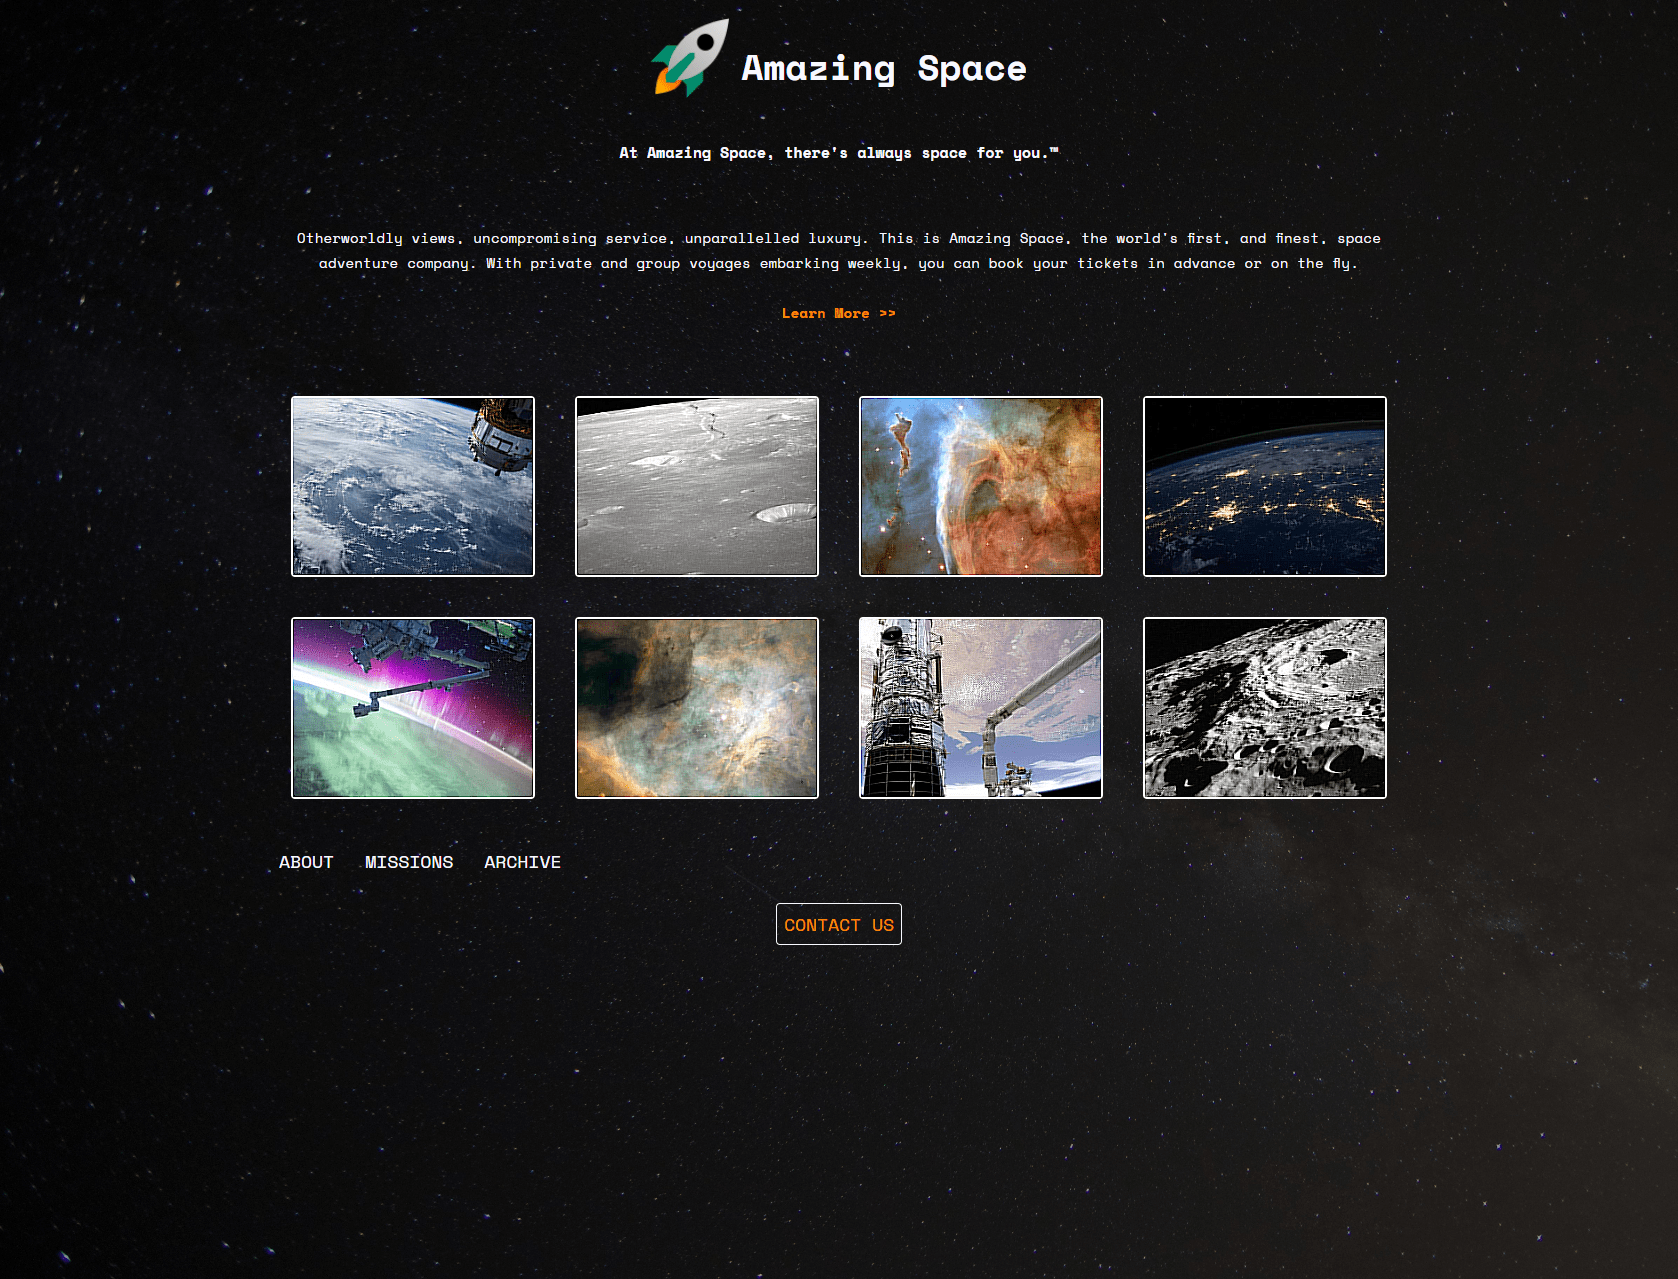 Amazing Space
At Amazing Space, there's always space for you.™
Otherworldly views, uncompromising service, unparallelled luxury. This is Amazing Space, the world's first, and finest, space
adventure company. With private and group voyages embarking weekly, you can book your tickets in advance or on the fly.
Learn More >>
ABOUT MISSIONS ARCHIVE
CONTACT US